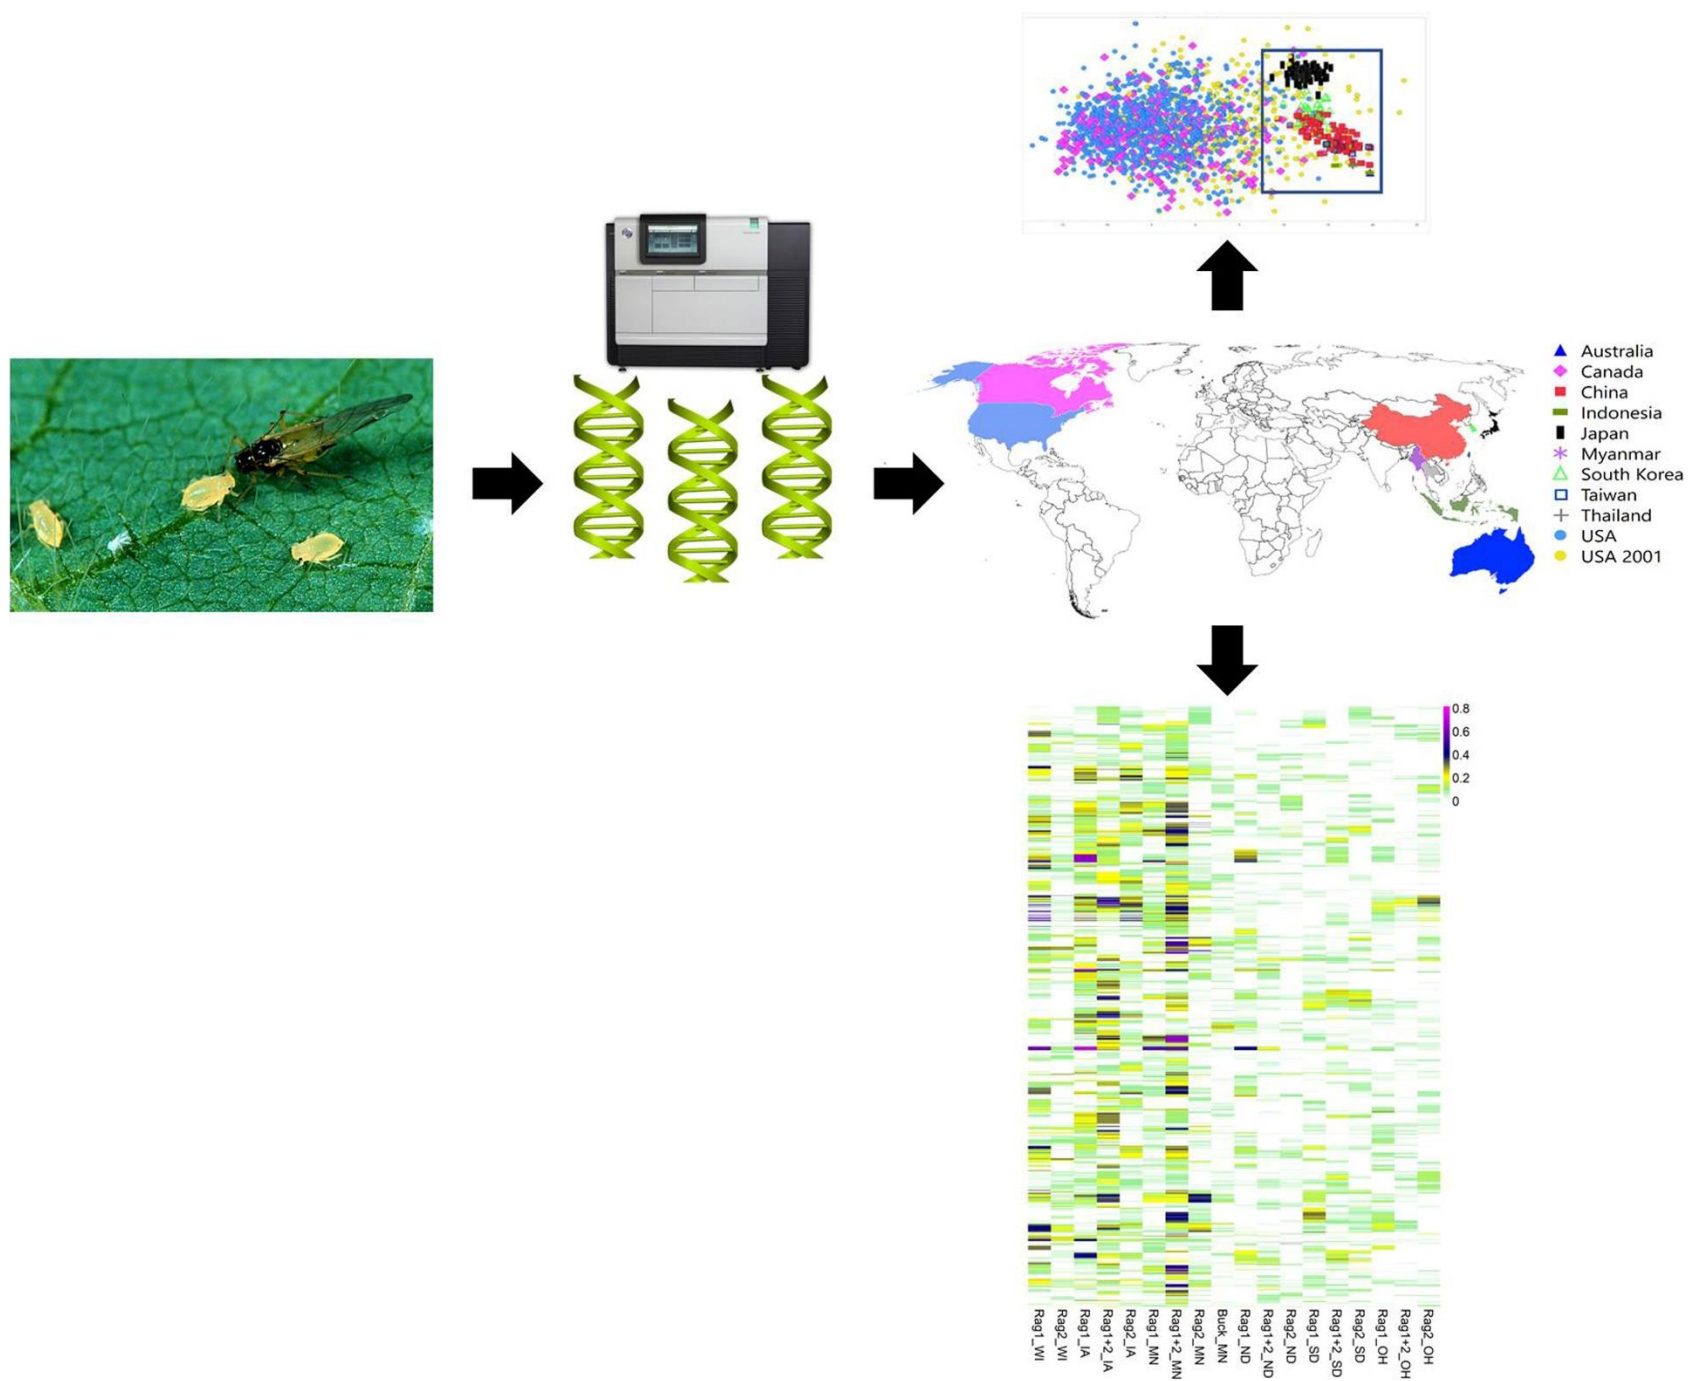 Australia
Canada
China
Indonesia
Japan
Myanmar
South Korea
Taiwan
Thailand
USA
USA 2001
0.8
0.6
0.4
0.2
0
Rag1_WI
Rag2_WI
Rag1_IA
Rag1+2_IA
Rag2_IA
Rag1_MN
Rag1+2_MN
Rag2_MN
Buck_MN
Rag1_ND
Rag1+2_ND
Rag2_ND
Rag1_SD
Rag1+2_SD
Rag2_SD
Rag1_OH
Rag1+2_OH
Rag2_OH